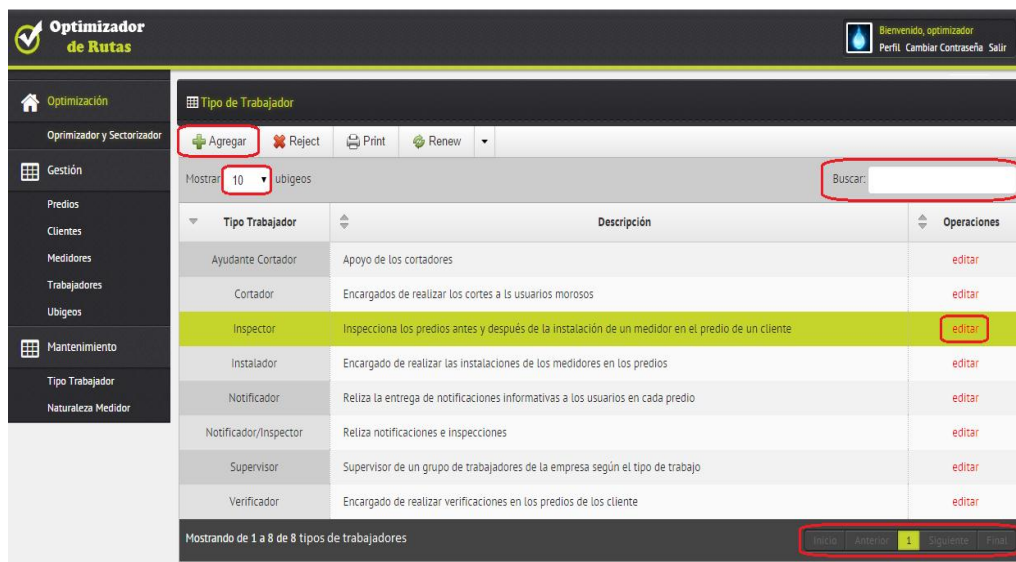 Optimizador
de Rutas
Bienvenido, optimizador
Perfil Cambiar Contraseña Salir
Optimización
Oprimizador y Sectorizador
Gestión
Predios
Clientes
Medidores
Trabajadores
Ubigeos
Mantenimiento
Tipo Trabajador
Naturaleza Medidor
Tipo de Trabajador
Agregar Reject Print Renew
Mostrar 10 ubigeos Buscar:
Tipo Trabajador Descripción Operaciones
Ayudante Cortador Apoyo de los cortadores editar
Cortador Encargados de realizar los cortes a ls usuarios morosos editar
Inspector Inspecciona los predios antes y después de la instalación de un medidor en el predio de un cliente editar
Instalador Encargado de realizar las instalaciones de los medidores en los predios editar
Notificador Reliza la entrega de notificaciones informativas a los usuarios en cada predio editar
Notificador/Inspector Reliza notificaciones e inspecciones editar
Supervisor Supervisor de un grupo de trabajadores de la empresa según el tipo de trabajo editar
Verificador Encargado de realizar verificaciones en los predios de los cliente editar
Mostrando de 1 a 8 de 8 tipos de trabajadores Inicio Anterior 1 Siguiente Final